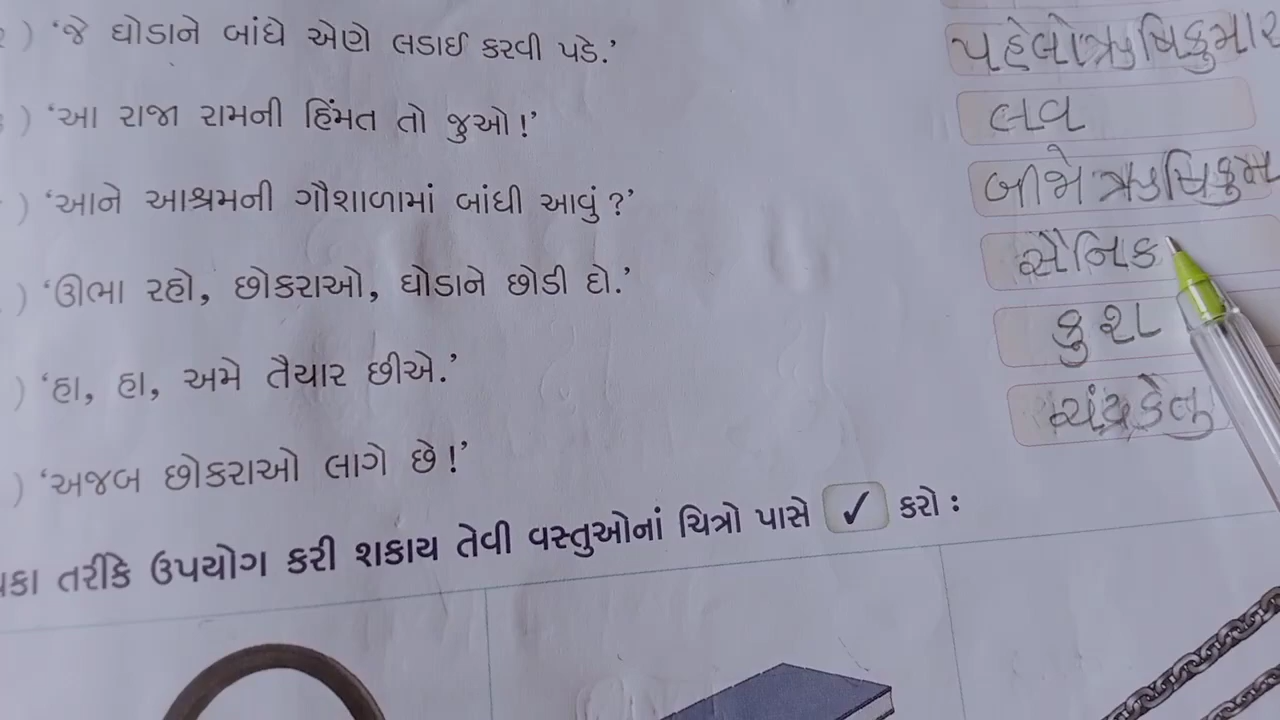 ) ‘જે ઘોડાને બાંધે એણે લડાઈ કરવી પડે.’ પહેલો ઋષિકુમાર
) ‘આ રાજા રામની હિંમત તો જુઓ!’ લવ
) ‘આને આશ્રમની ગૌશાળામાં બાંધી આવું?’ બીજો ઋષિકુમા
) ‘ઊભા રહો, છોકરાઓ, ઘોડાને છોડી દો.’ સૈનિક
) ‘હા, હા, અમે તૈયાર છીએ.’ કુશ
) ‘અજબ છોકરાઓ લાગે છે!’ ચંદ્રકેતુ
તરીકે ઉપયોગ કરી શકાય તેવી વસ્તુઓનાં ચિત્રો પાસે ✓ કરો :